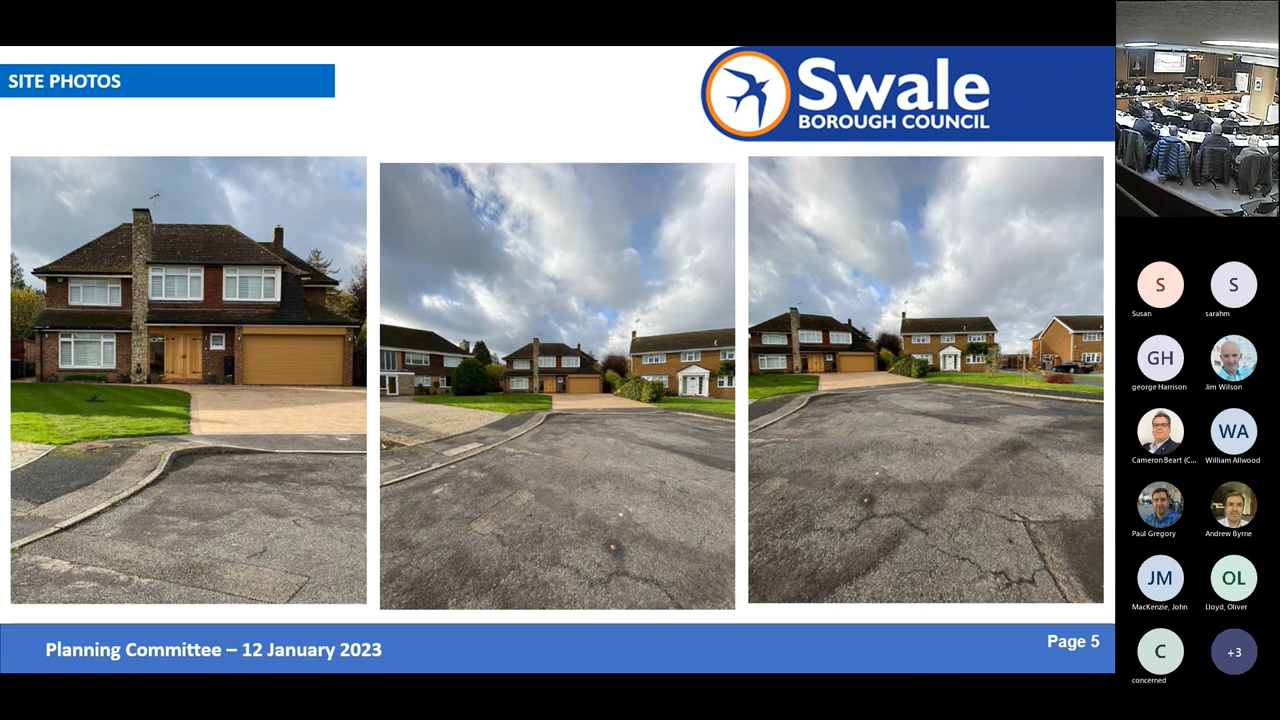 SITE PHOTOS
Swale
BOROUGH COUNCIL
Planning Committee – 12 January 2023
Page 5
S
Susan
S
sarahm
GH
george Harrison
Jim Wilson
Cameron Beart (C...
WA
William Allwood
Paul Gregory
Andrew Byrne
JM
MacKenzie, John
OL
Lloyd, Oliver
C
concerned
+3